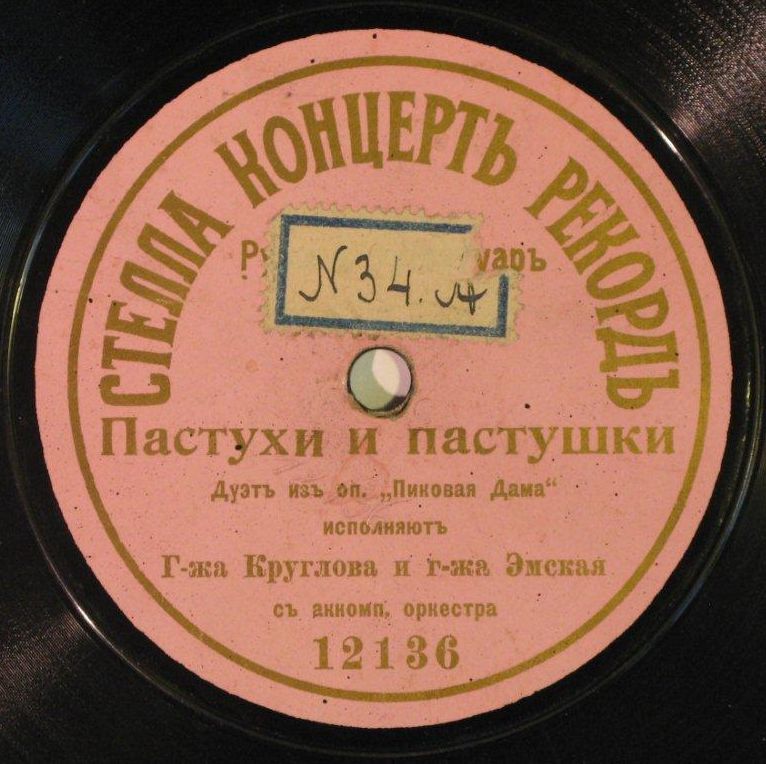 СТЕЛЛА КОНЦЕРТЪ РЕКОРДЪ
N 34. А
Пастухи и пастушки
Дуэтъ изъ оп. „Пиковая Дама“
исполняютъ
Г-жа Круглова и г-жа Эмская
съ аккомп. оркестра
12136